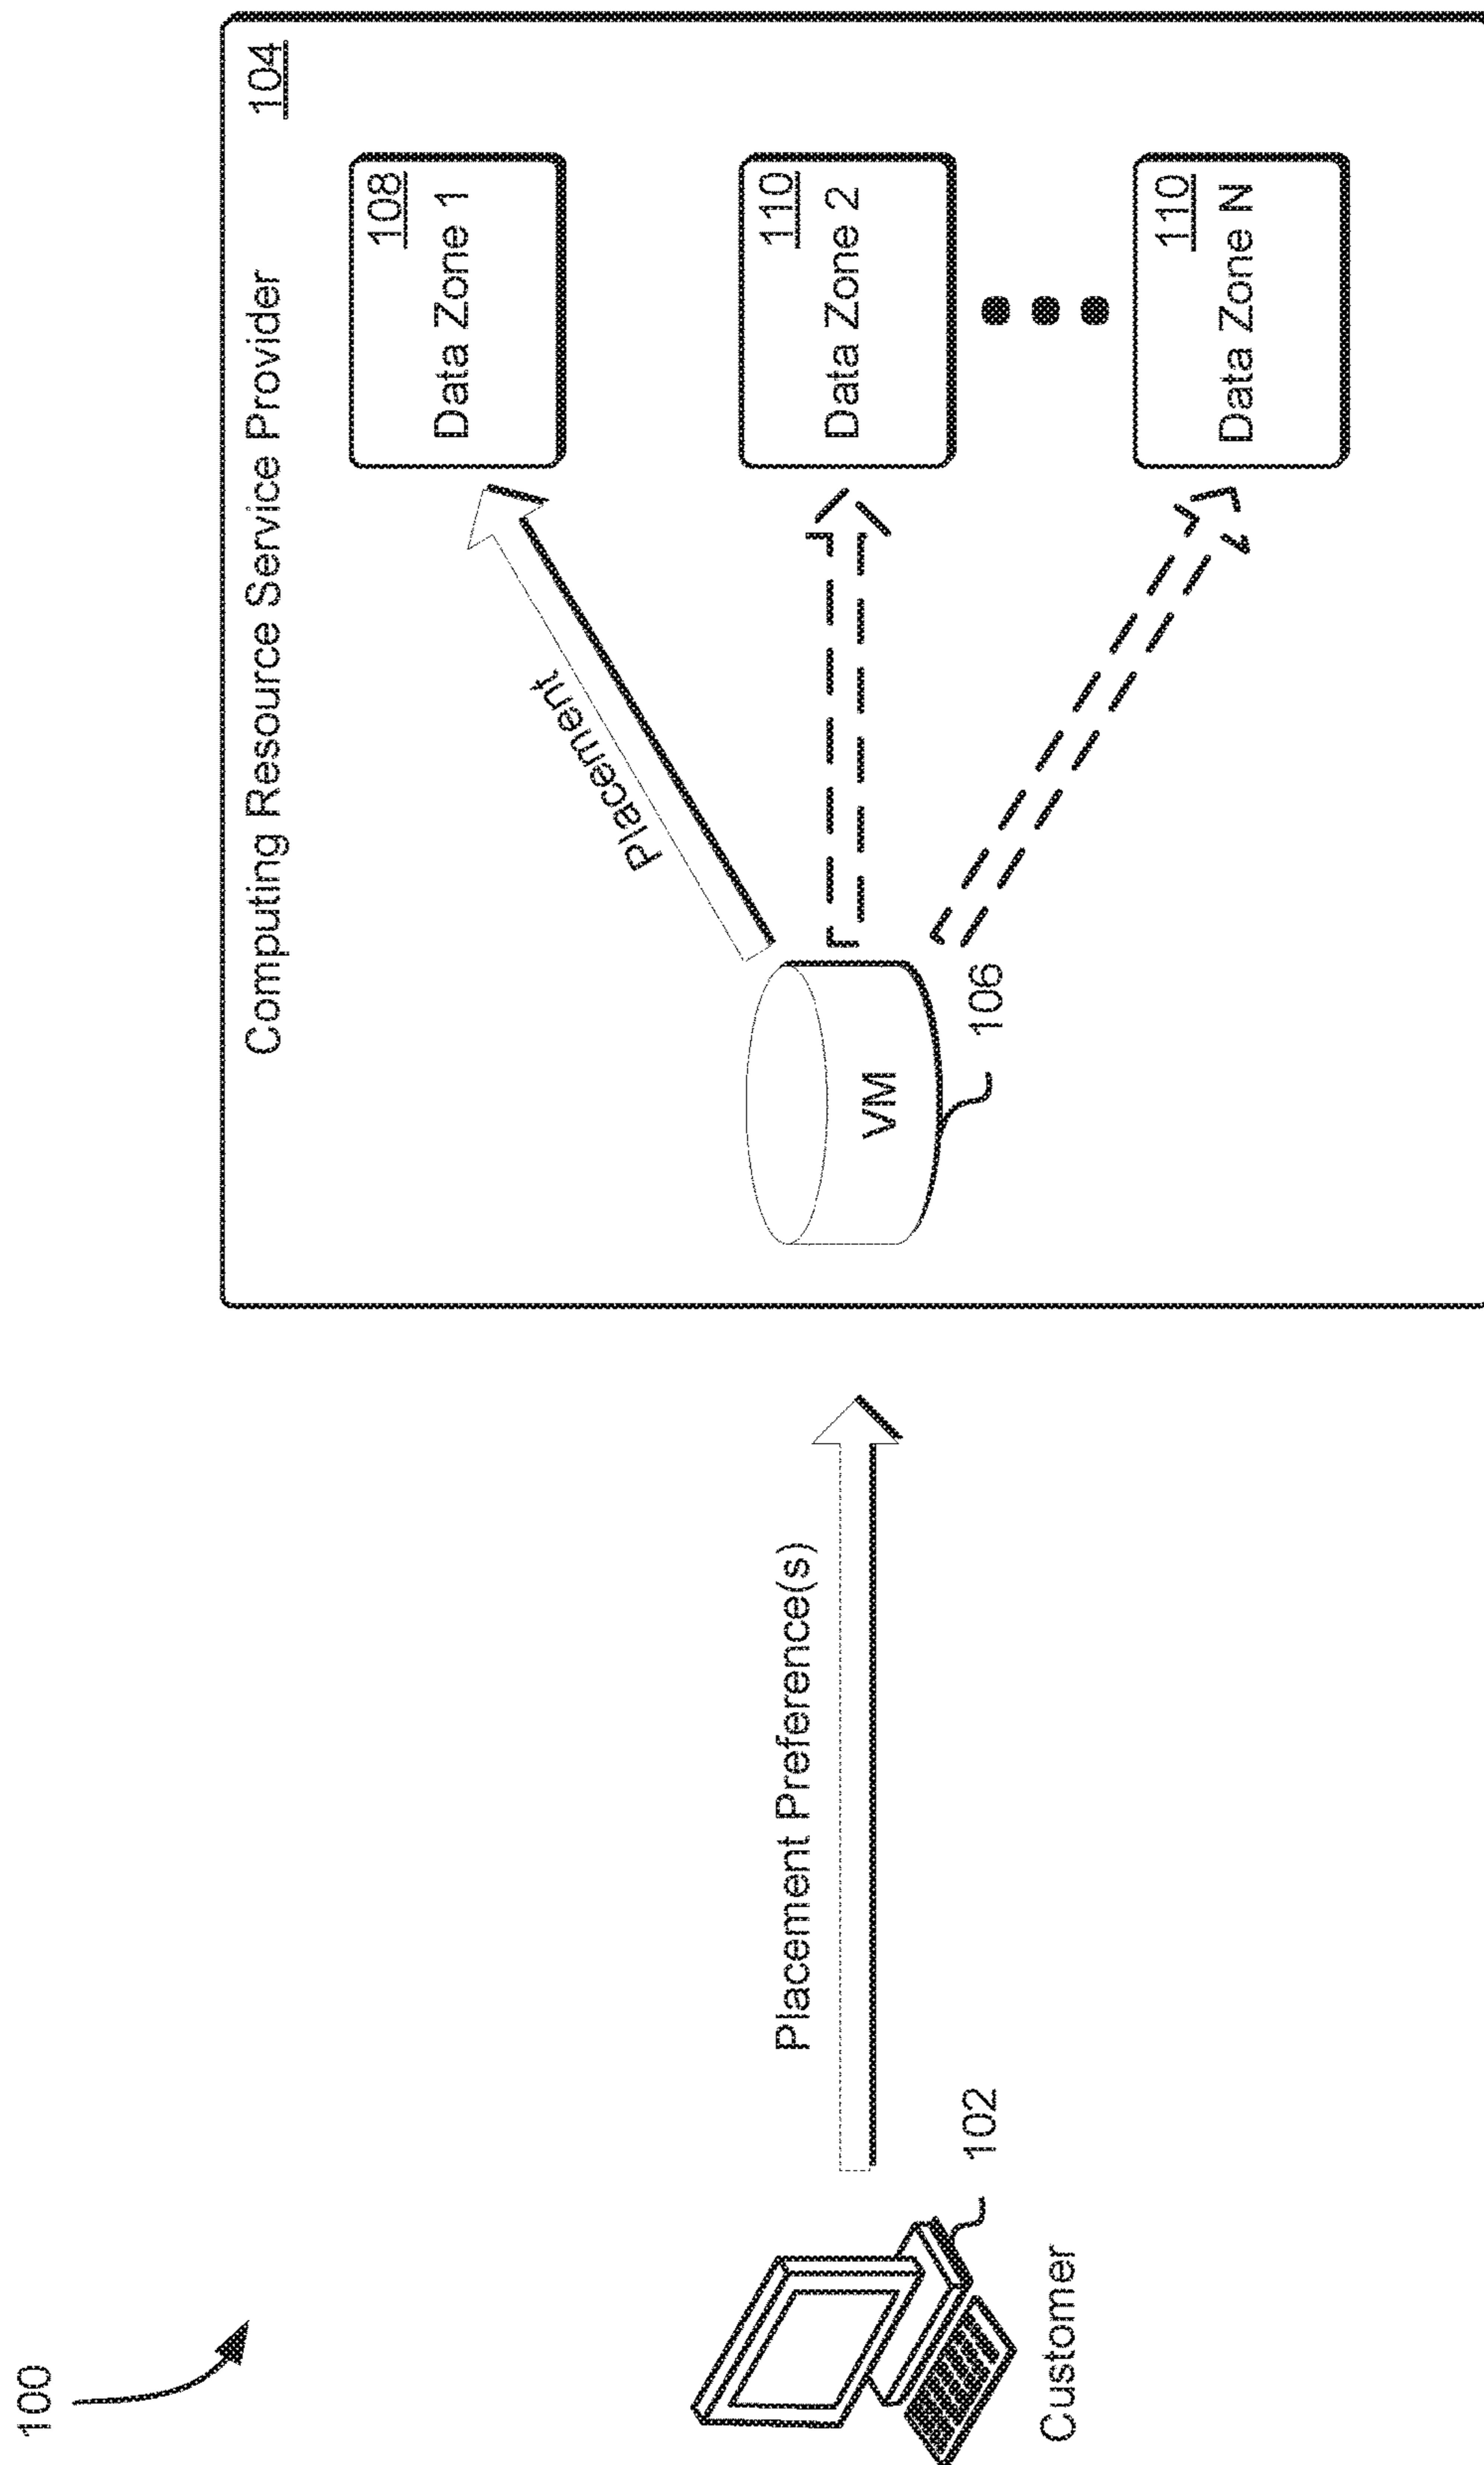 100
Computing Resource Service Provider
104
108
Data Zone 1
Placement
110
Data Zone 2
VM
106
110
Data Zone N
Placement Preference(s)
102
Customer